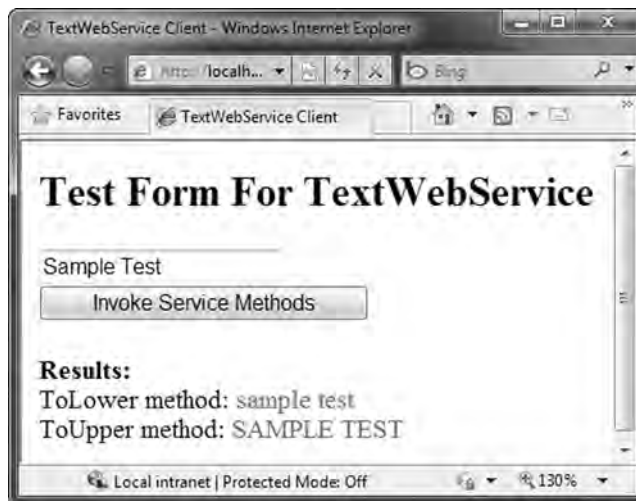 TextWebService Client - Windows Internet Explorer
http://localh...
Bing
Favorites
TextWebService Client
Test Form For TextWebService
Sample Test
Invoke Service Methods
Results:
ToLower method: sample test
ToUpper method: SAMPLE TEST
Local intranet | Protected Mode: Off
130%